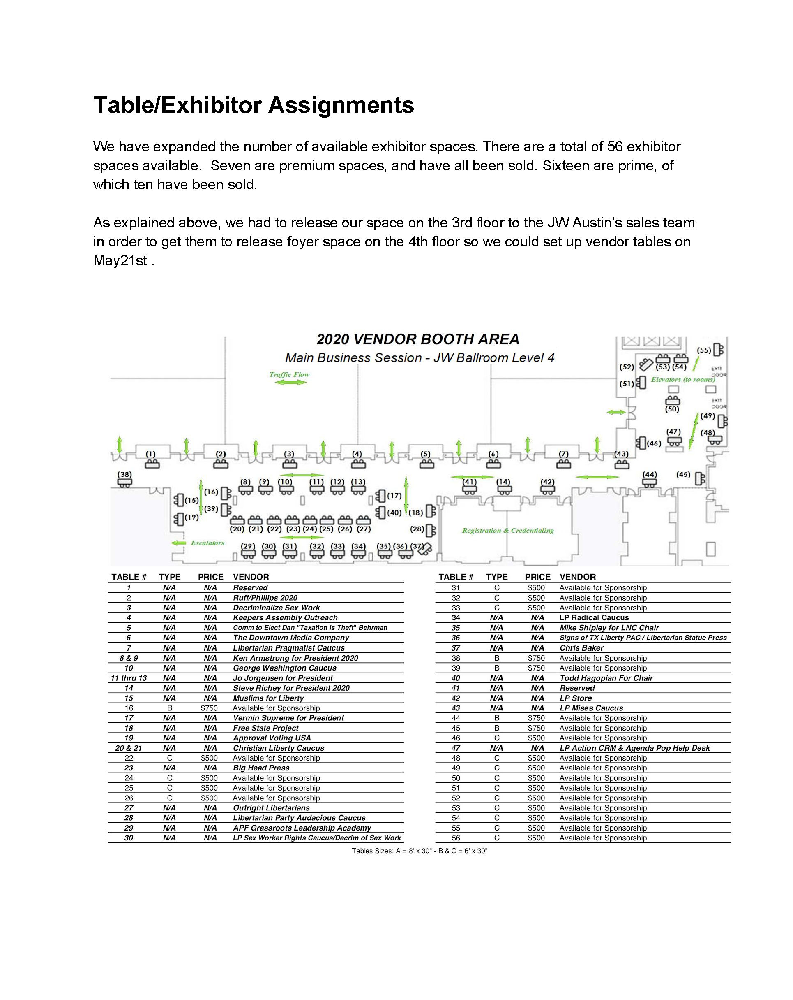 Table/Exhibitor Assignments
We have expanded the number of available exhibitor spaces. There are a total of 56 exhibitor
spaces available.  Seven are premium spaces, and have all been sold. Sixteen are prime, of
which ten have been sold.
As explained above, we had to release our space on the 3rd floor to the JW Austin’s sales team
in order to get them to release foyer space on the 4th floor so we could set up vendor tables on
May21st .
2020 VENDOR BOOTH AREA
Main Business Session - JW Ballroom Level 4
Traffic Flow
(55)
(52) (53) (54)
EXIT
DOOR
Elevators (to rooms)
(51)
EXIT
DOOR
(50)
(49)
(47) (48)
(46)
(1) (2) (3) (4) (5) (6) (7) (43)
(38) (44) (45)
(8) (9) (10) (11) (12) (13) (41) (14) (42)
(16) (17)
(15)
(39) (40) (18)
(19)
(20) (21) (22) (23) (24) (25) (26) (27) (28)
Registration & Credentialing
Escalators
(29) (30) (31) (32) (33) (34) (35) (36) (37)
TABLE # TYPE PRICE VENDOR
1 N/A N/A Reserved
2 N/A N/A Ruff/Phillips 2020
3 N/A N/A Decriminalize Sex Work
4 N/A N/A Keepers Assembly Outreach
5 N/A N/A Comm to Elect Dan "Taxation is Theft" Behrman
6 N/A N/A The Downtown Media Company
7 N/A N/A Libertarian Pragmatist Caucus
8 & 9 N/A N/A Ken Armstrong for President 2020
10 N/A N/A George Washington Caucus
11 thru 13 N/A N/A Jo Jorgensen for President
14 N/A N/A Steve Richey for President 2020
15 N/A N/A Muslims for Liberty
16 B $750 Available for Sponsorship
17 N/A N/A Vermin Supreme for President
18 N/A N/A Free State Project
19 N/A N/A Approval Voting USA
20 & 21 N/A N/A Christian Liberty Caucus
22 C $500 Available for Sponsorship
23 N/A N/A Big Head Press
24 C $500 Available for Sponsorship
25 C $500 Available for Sponsorship
26 C $500 Available for Sponsorship
27 N/A N/A Outright Libertarians
28 N/A N/A Libertarian Party Audacious Caucus
29 N/A N/A APF Grassroots Leadership Academy
30 N/A N/A LP Sex Worker Rights Caucus/Decrim of Sex Work
TABLE # TYPE PRICE VENDOR
31 C $500 Available for Sponsorship
32 C $500 Available for Sponsorship
33 C $500 Available for Sponsorship
34 N/A N/A LP Radical Caucus
35 N/A N/A Mike Shipley for LNC Chair
36 N/A N/A Signs of TX Liberty PAC / Libertarian Statue Press
37 N/A N/A Chris Baker
38 B $750 Available for Sponsorship
39 B $750 Available for Sponsorship
40 N/A N/A Todd Hagopian For Chair
41 N/A N/A Reserved
42 N/A N/A LP Store
43 N/A N/A LP Mises Caucus
44 B $750 Available for Sponsorship
45 B $750 Available for Sponsorship
46 C $500 Available for Sponsorship
47 N/A N/A LP Action CRM & Agenda Pop Help Desk
48 C $500 Available for Sponsorship
49 C $500 Available for Sponsorship
50 C $500 Available for Sponsorship
51 C $500 Available for Sponsorship
52 C $500 Available for Sponsorship
53 C $500 Available for Sponsorship
54 C $500 Available for Sponsorship
55 C $500 Available for Sponsorship
56 C $500 Available for Sponsorship
Tables Sizes: A = 8' x 30" - B & C = 6' x 30"